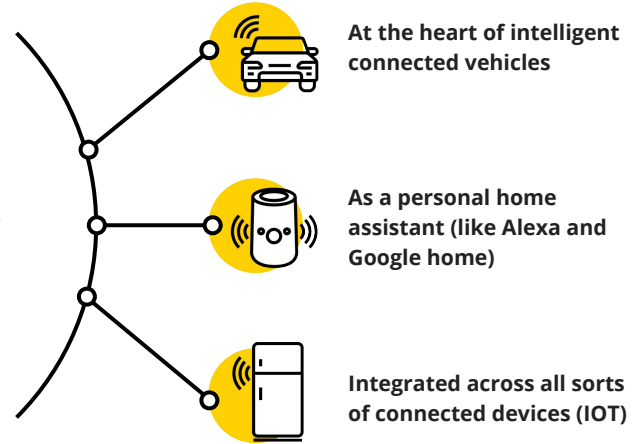 At the heart of intelligent
connected vehicles
As a personal home
assistant (like Alexa and
Google home)
Integrated across all sorts
of connected devices (IOT)